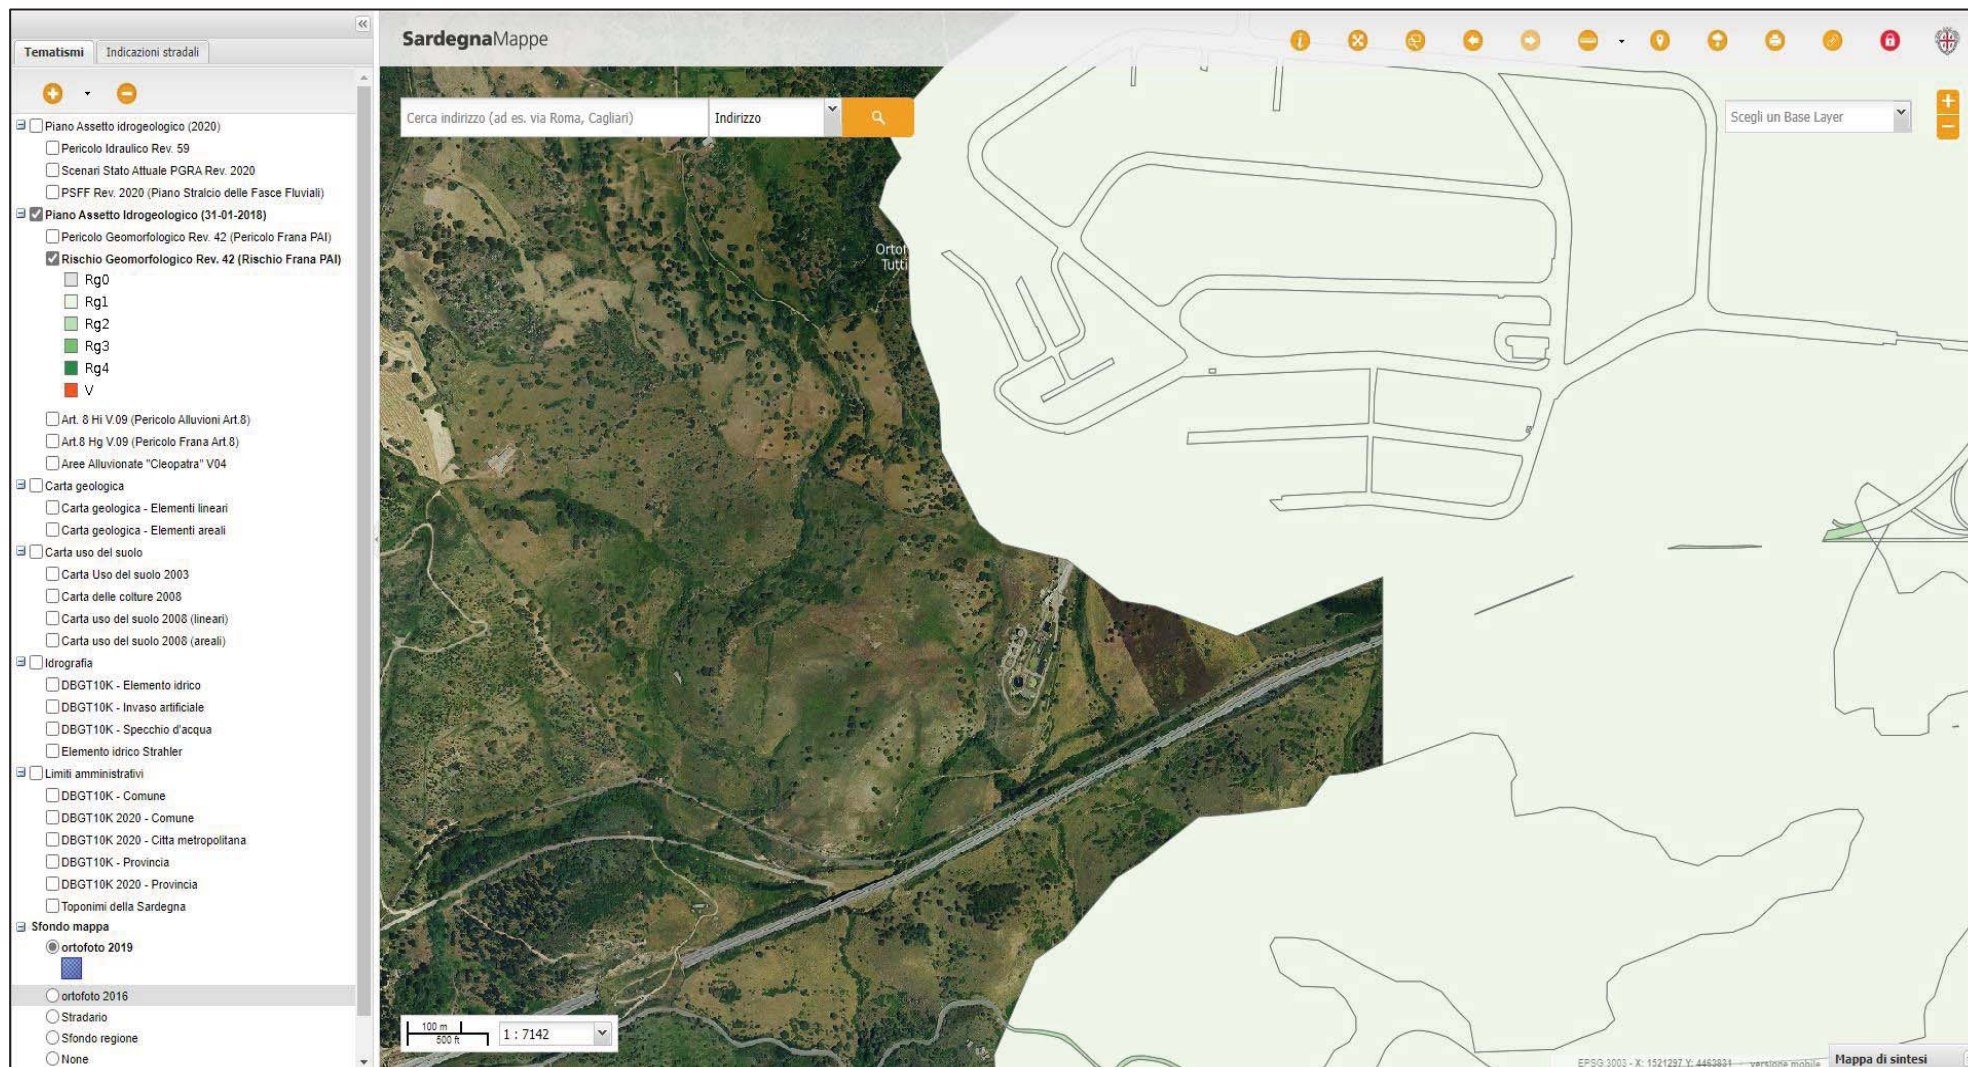 Tematismi
Indicazioni stradali
Piano Assetto idrogeologico (2020)
Pericolo Idraulico Rev. 59
Scenari Stato Attuale PGRA Rev. 2020
PSFF Rev. 2020 (Piano Stralcio delle Fasce Fluviali)
Piano Assetto Idrogeologico (31-01-2018)
Pericolo Geomorfologico Rev. 42 (Pericolo Frana PAI)
Rischio Geomorfologico Rev. 42 (Rischio Frana PAI)
Rg0
Rg1
Rg2
Rg3
Rg4
V
Art. 8 Hi V.09 (Pericolo Alluvioni Art.8)
Art.8 Hg V.09 (Pericolo Frana Art.8)
Aree Alluvionate "Cleopatra" V04
Carta geologica
Carta geologica - Elementi lineari
Carta geologica - Elementi areali
Carta uso del suolo
Carta Uso del suolo 2003
Carta delle colture 2008
Carta uso del suolo 2008 (lineari)
Carta uso del suolo 2008 (areali)
Idrografia
DBGT10K - Elemento idrico
DBGT10K - Invaso artificiale
DBGT10K - Specchio d'acqua
Elemento idrico Strahler
Limiti amministrativi
DBGT10K - Comune
DBGT10K 2020 - Comune
DBGT10K 2020 - Citta metropolitana
DBGT10K - Provincia
DBGT10K 2020 - Provincia
Toponimi della Sardegna
Sfondo mappa
ortofoto 2019
ortofoto 2016
Stradario
Sfondo regione
None
SardegnaMappe
Cerca indirizzo (ad es. via Roma, Cagliari)
Indirizzo
Scegli un Base Layer
Ortof
Tutti
100 m
500 ft
1 : 7142
EPSG:3003 - X: 1521297 Y: 4463831 versione mobile
Mappa di sintesi